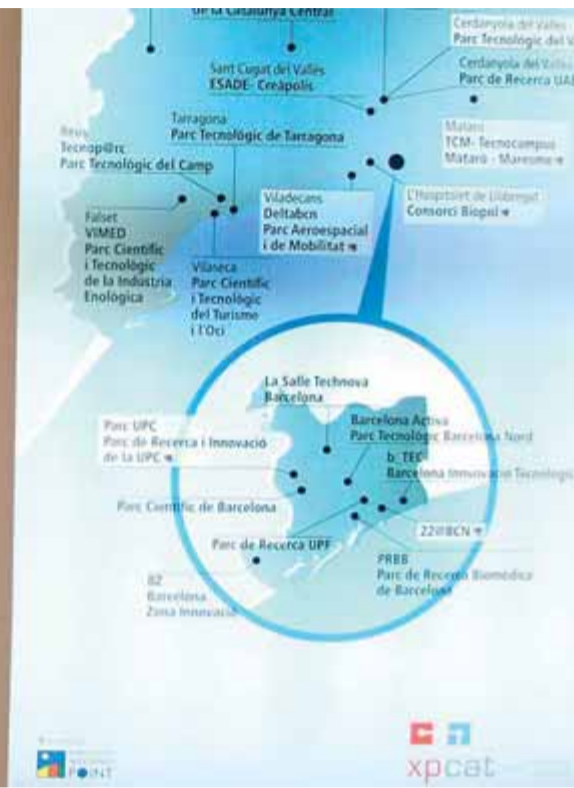 de la Catalunya Central
Cerdanyola del Vallès
Parc Tecnològic del V
Sant Cugat del Vallès
ESADE- Creàpolis
Cerdanyola del Vallès
Parc de Recerca UAB
Tarragona
Parc Tecnològic de Tarragona
Reus
Tecnop@rc
Parc Tecnològic del Camp
Mataró
TCM- Tecnocampus
Mataró - Maresme
Viladecans
Deltabcn
Parc Aeroespacial
i de Mobilitat
L'Hospitalet de Llobregat
Consorci Biopol
Falset
VIMED
Parc Científic
i Tecnològic
de la Indústria
Enològica
Vilaseca
Parc Científic
i Tecnològic
del Turisme
i l'Oci
La Salle Technova
Barcelona
Parc UPC
Parc de Recerca i Innovació
de la UPC
Barcelona Activa
Parc Tecnològic Barcelona Nord
b_TEC
Barcelona Innovació Tecnològica
Parc Científic de Barcelona
22@BCN
Parc de Recerca UPF
PRBB
Parc de Recerca Biomèdica
de Barcelona
BZ
Barcelona
Zona Innovació
POINT
xpcat